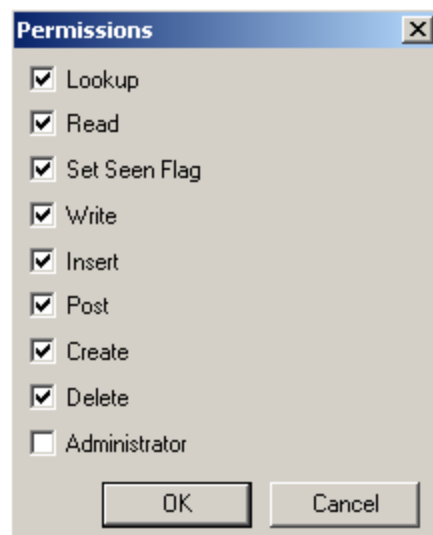 Permissions
Lookup
Read
Set Seen Flag
Write
Insert
Post
Create
Delete
Administrator
OK
Cancel